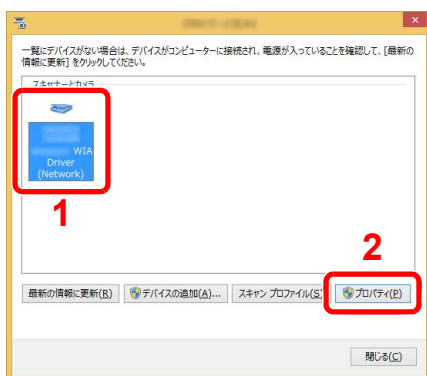 一覧にデバイスがない場合は、デバイスがコンピューターに接続され、電源が入っていることを確認して、[最新の
情報に更新] をクリックしてください。
スキャナーとカメラ
WIA
Driver
(Network)
1
2
最新の情報に更新(R)
デバイスの追加(A)...
スキャン プロファイル(S)
プロパティ(P)
閉じる(C)